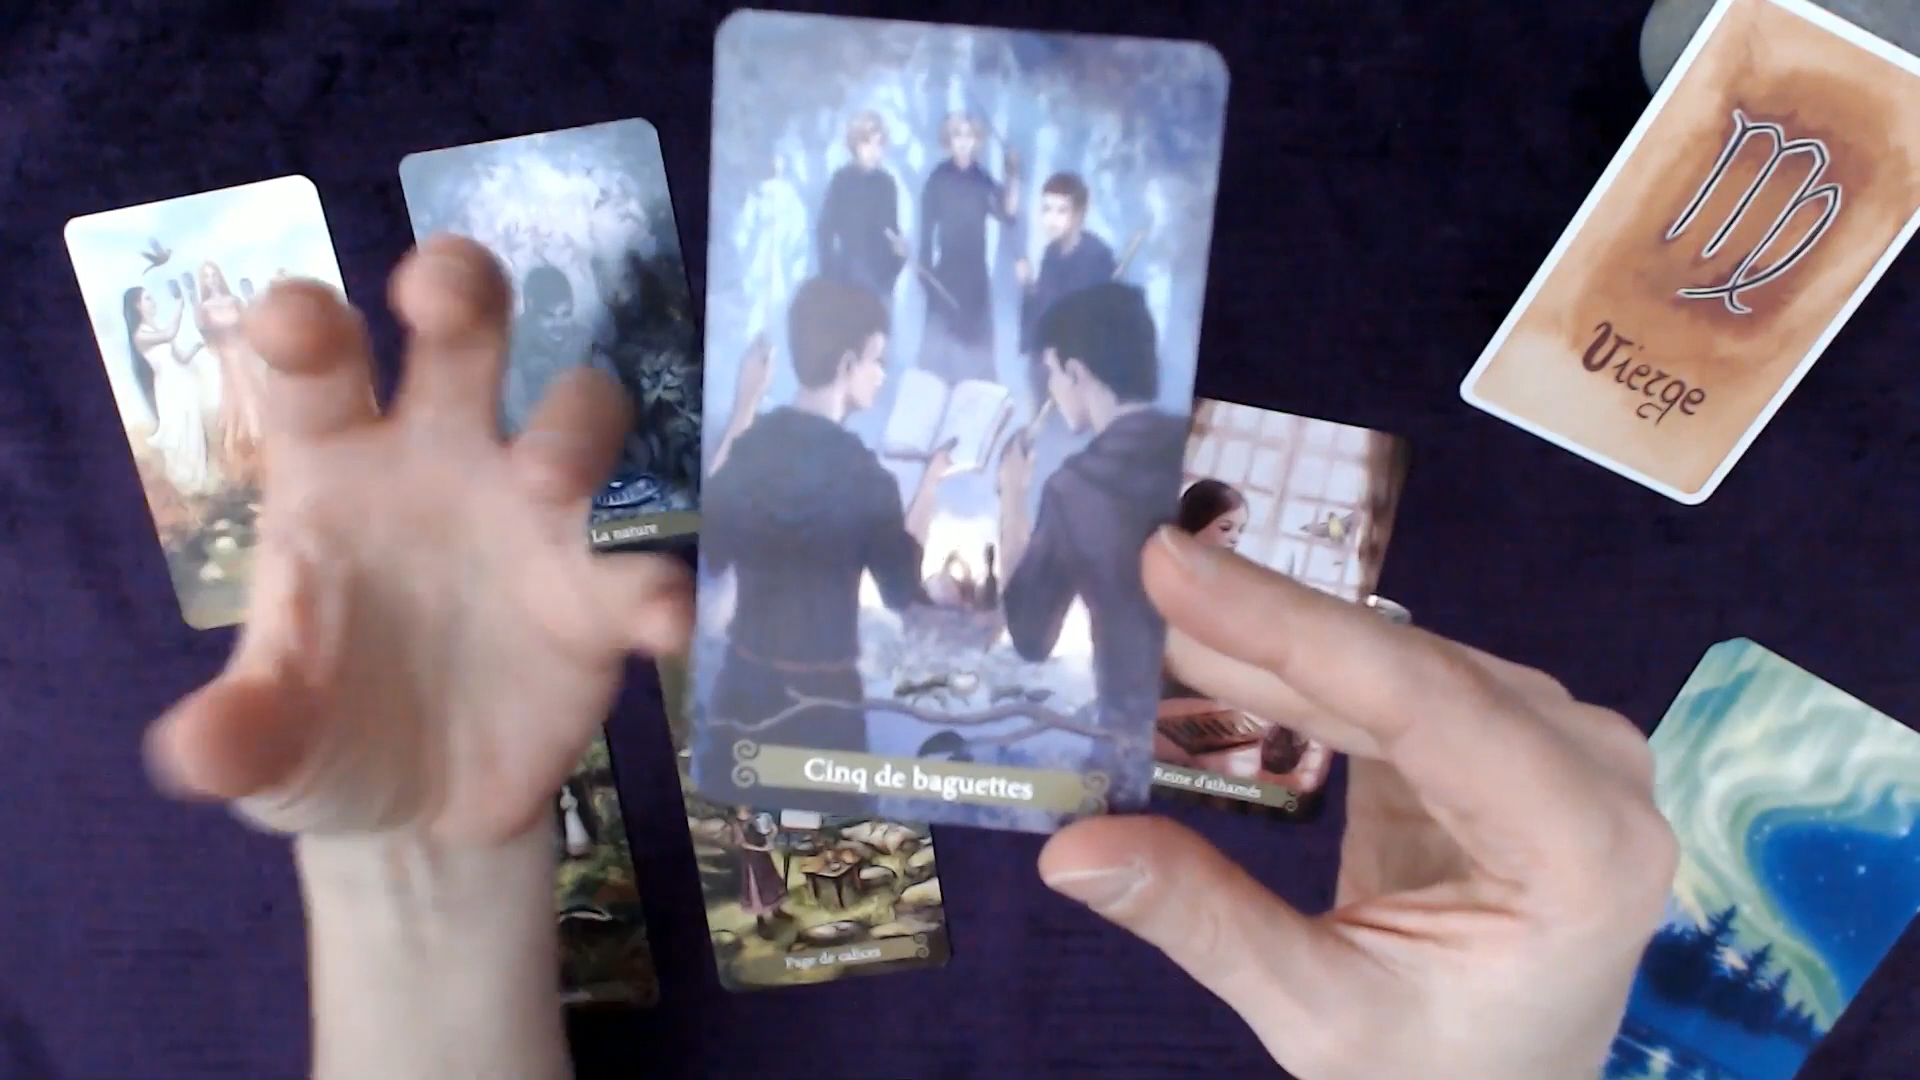 La nature
Vierge
Cinq de baguettes
Reine d'athamés
Page de calices